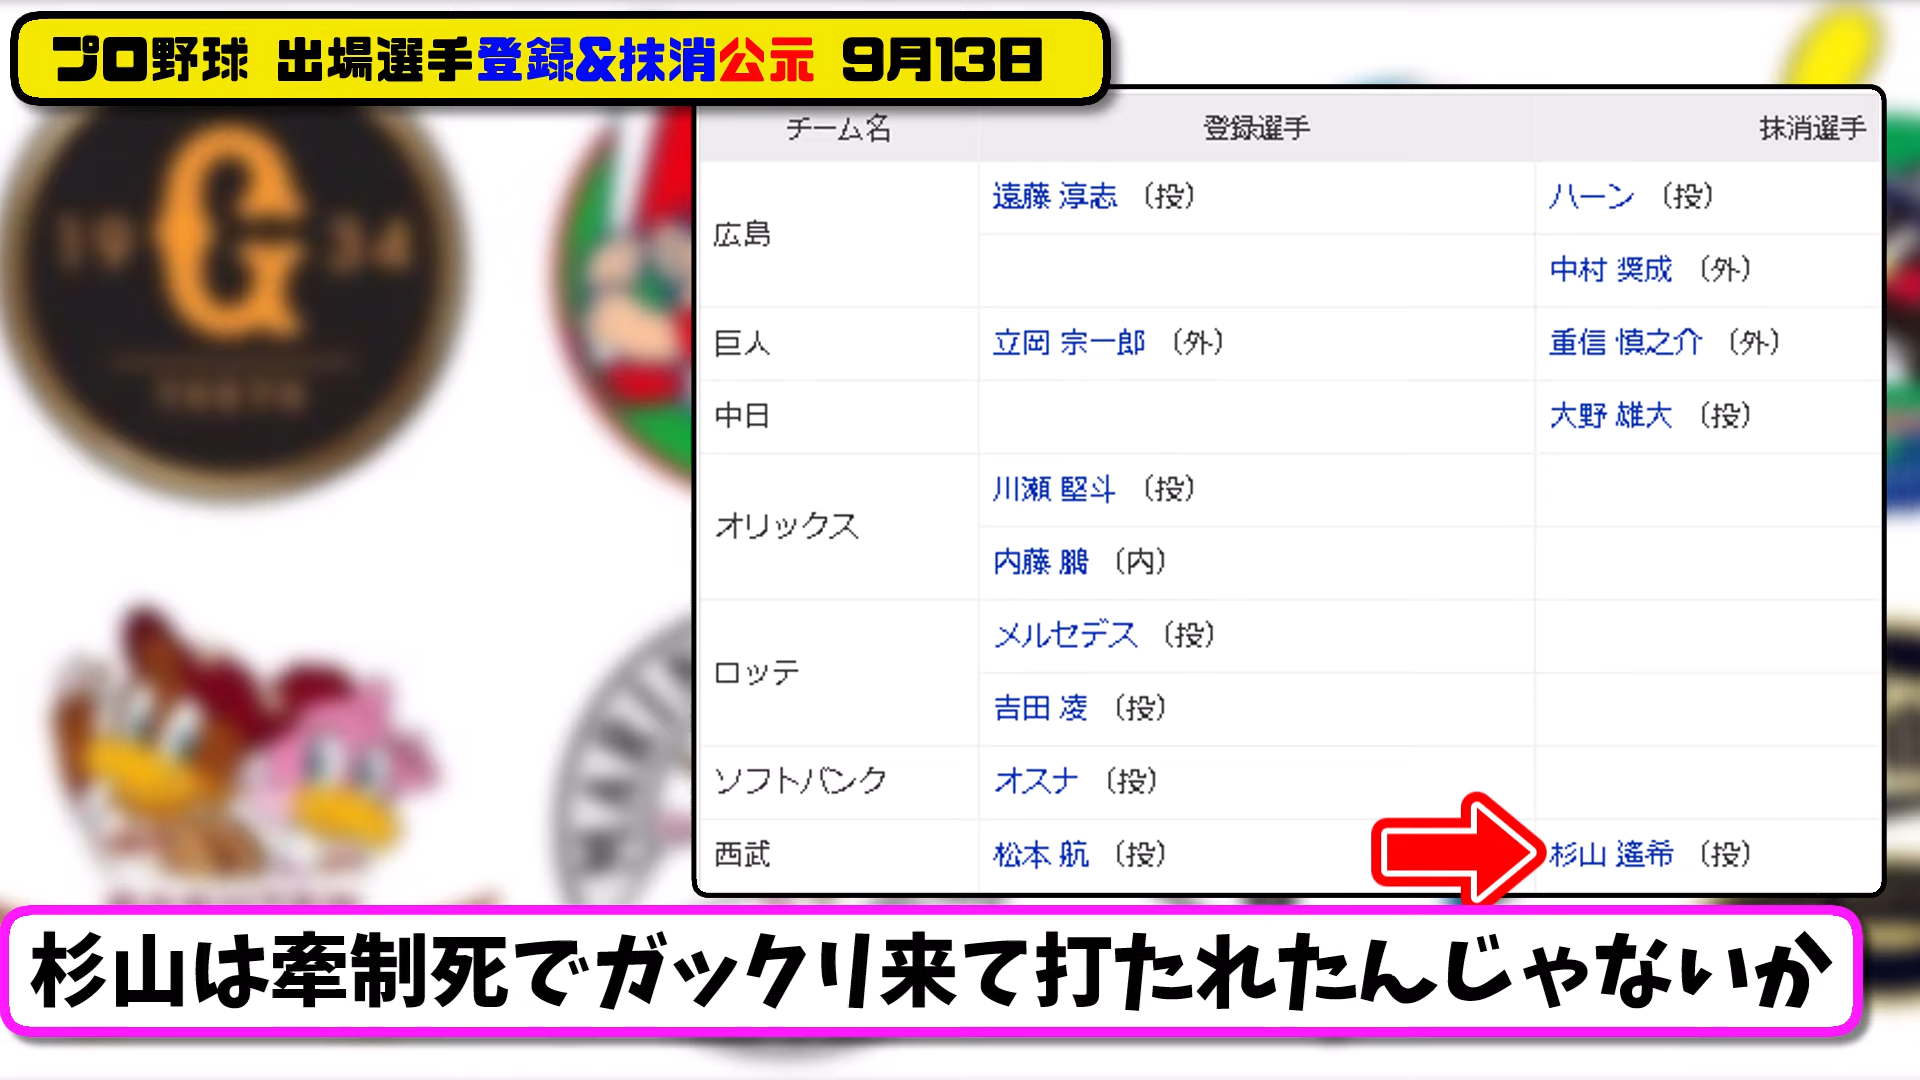 プロ野球 出場選手登録&抹消公示 9月13日
チーム名 登録選手 抹消選手
広島 遠藤 淳志 (投) ハーン (投)
中村 奨成 (外)
巨人 立岡 宗一郎 (外) 重信 慎之介 (外)
中日 大野 雄大 (投)
オリックス 川瀬 堅斗 (投)
内藤 鵬 (内)
ロッテ メルセデス (投)
吉田 凌 (投)
ソフトバンク オスナ (投)
西武 松本 航 (投) 杉山 遙希 (投)
杉山は牽制死でガックリ来て打たれたんじゃないか
G
19 34
TOKYO